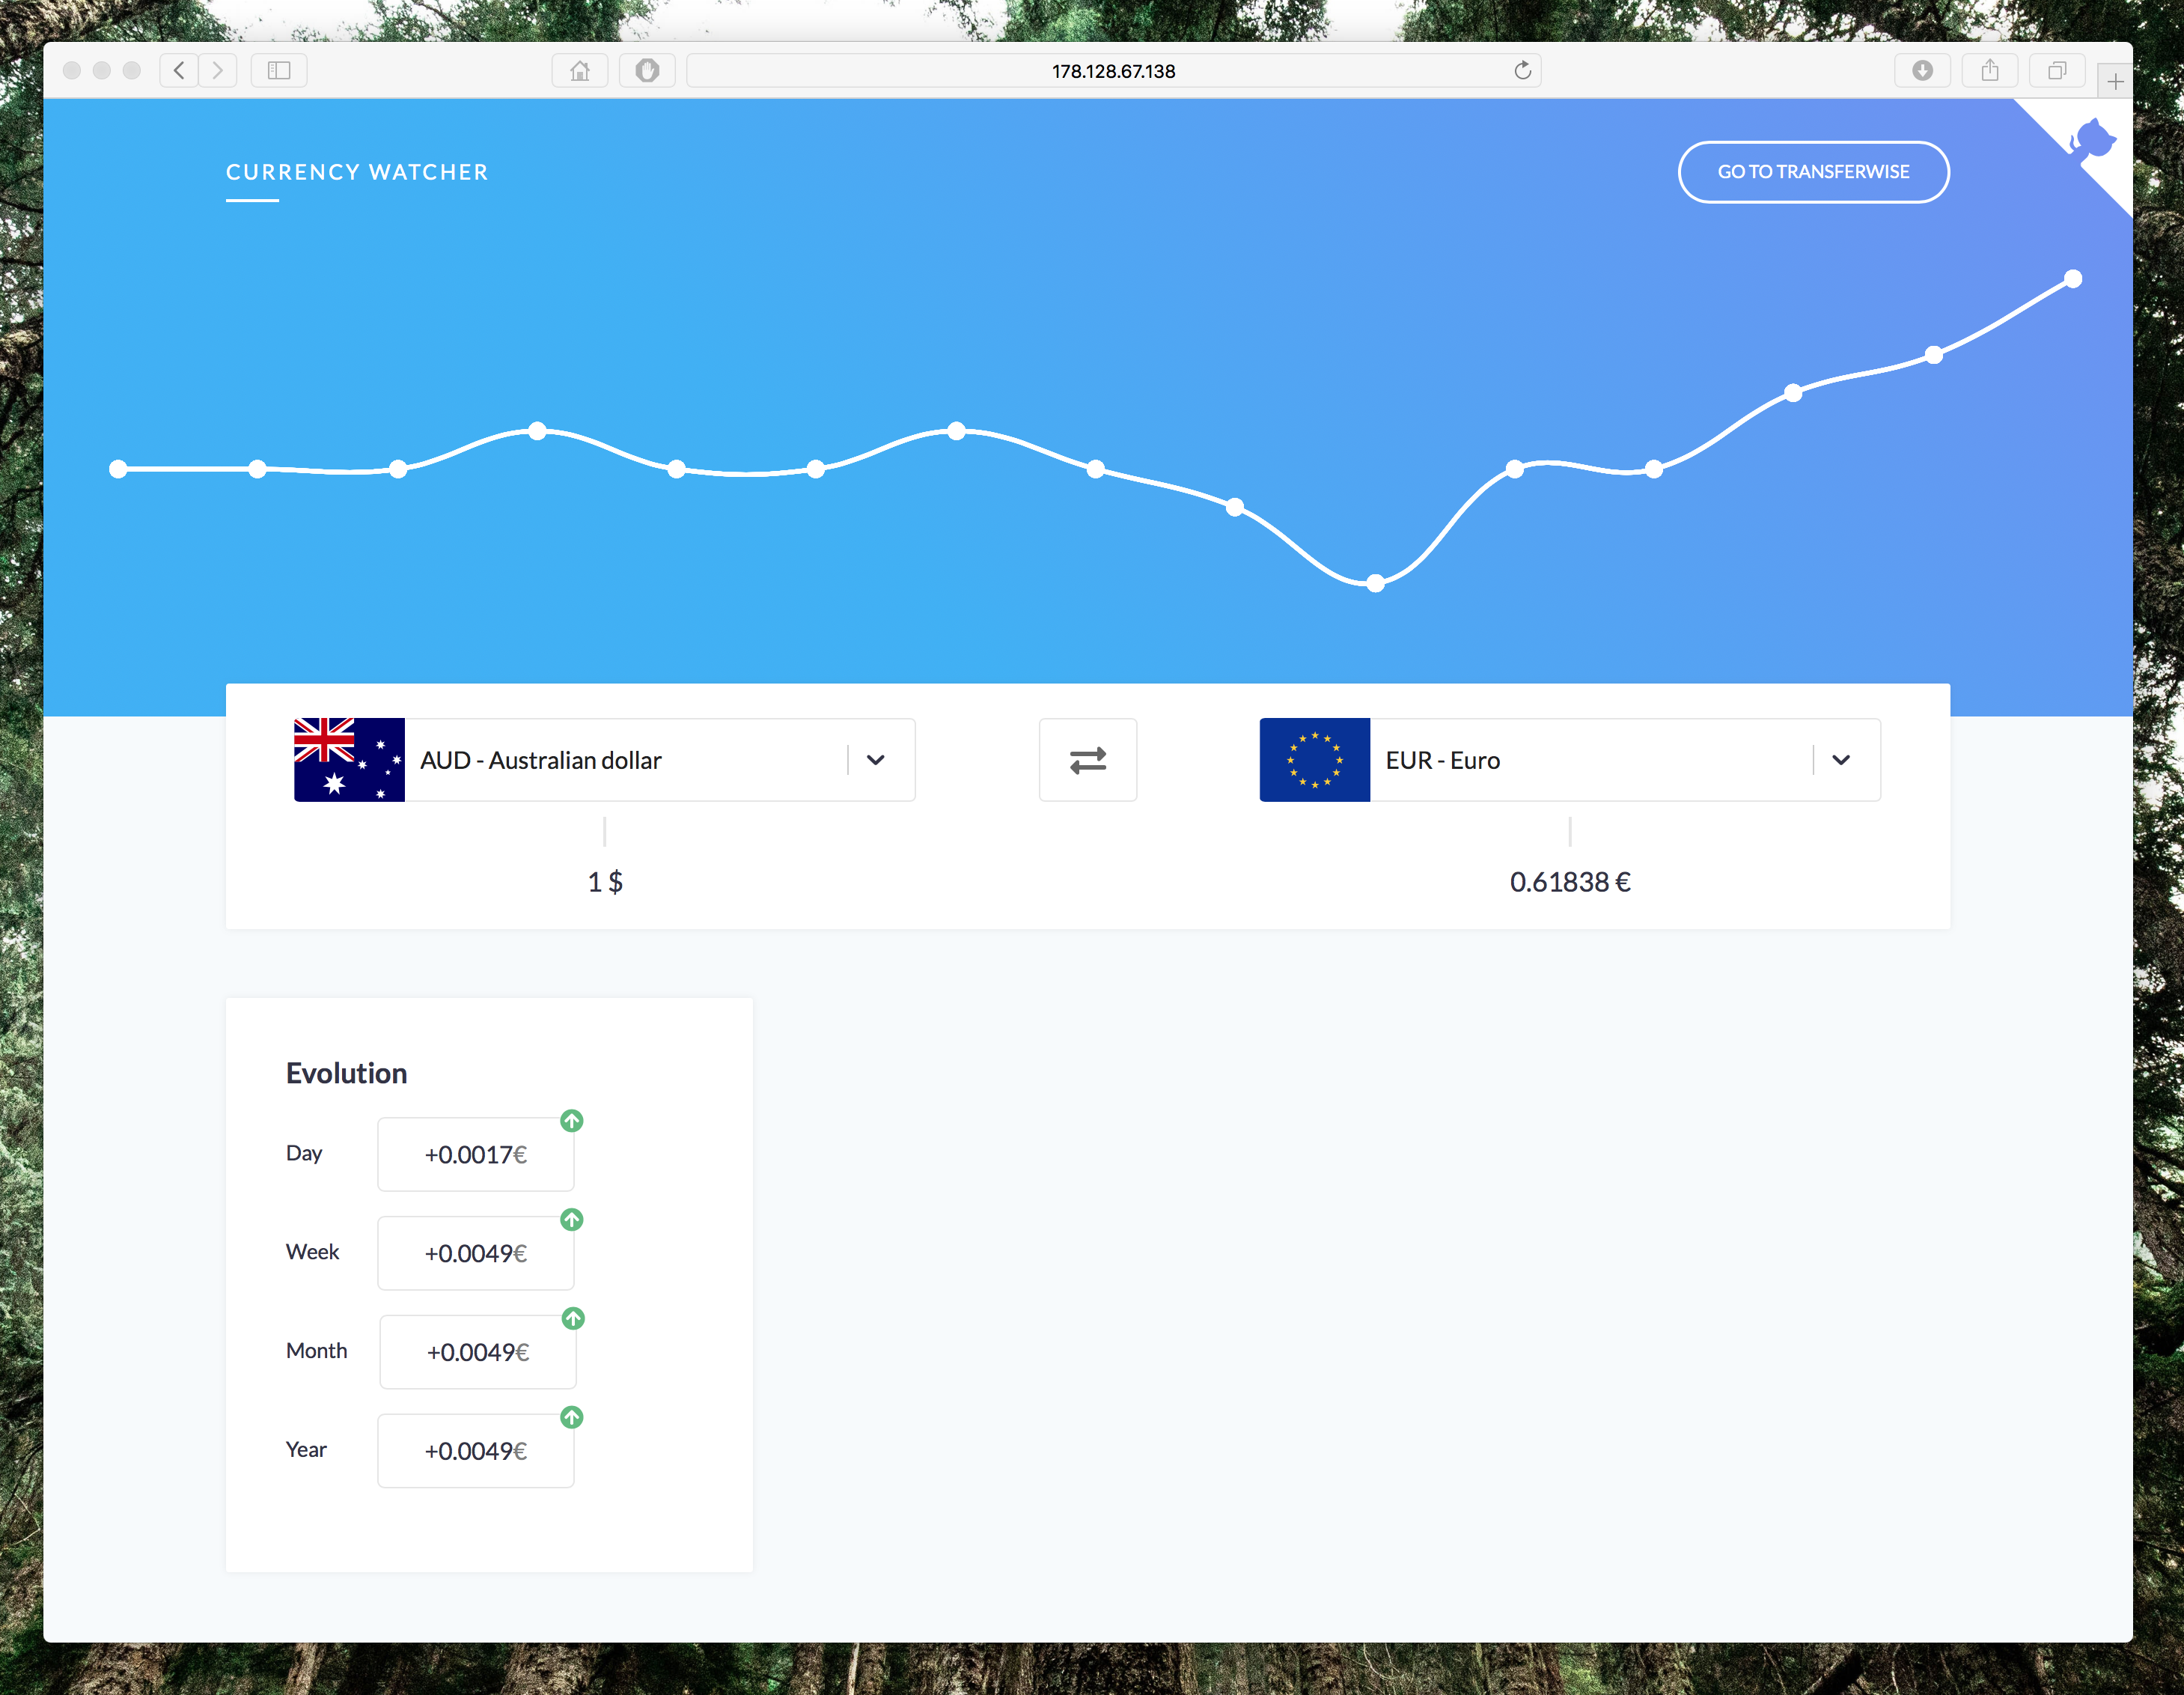 178.128.67.138
CURRENCY WATCHER
GO TO TRANSFERWISE
AUD - Australian dollar
EUR - Euro
1 $
0.61838 €
Evolution
Day
+0.0017€
Week
+0.0049€
Month
+0.0049€
Year
+0.0049€